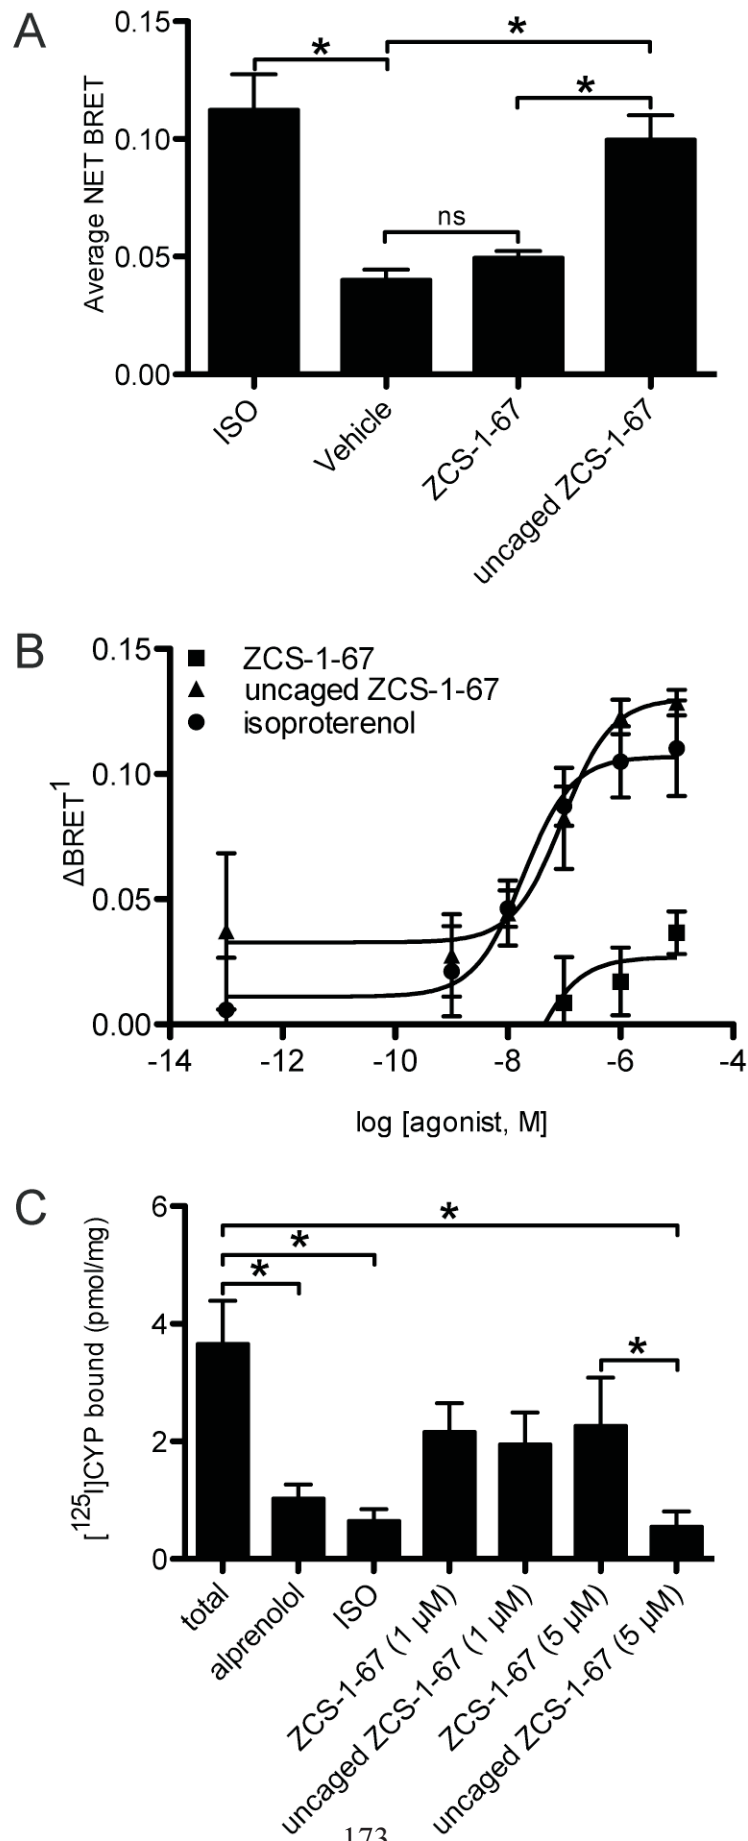 A
Average NET BRET
0.15
0.10
0.05
0.00
*
*
*
ns
ISO
Vehicle
ZCS-1-67
uncaged ZCS-1-67
B
ΔBRET¹
0.15
0.10
0.05
0.00
ZCS-1-67
uncaged ZCS-1-67
isoproterenol
-14
-12
-10
-8
-6
-4
log [agonist, M]
C
[¹²⁵I]CYP bound (pmol/mg)
6
4
2
0
*
*
*
*
total
alprenolol
ISO
ZCS-1-67 (1 µM)
uncaged ZCS-1-67 (1 µM)
ZCS-1-67 (5 µM)
uncaged ZCS-1-67 (5 µM)
173